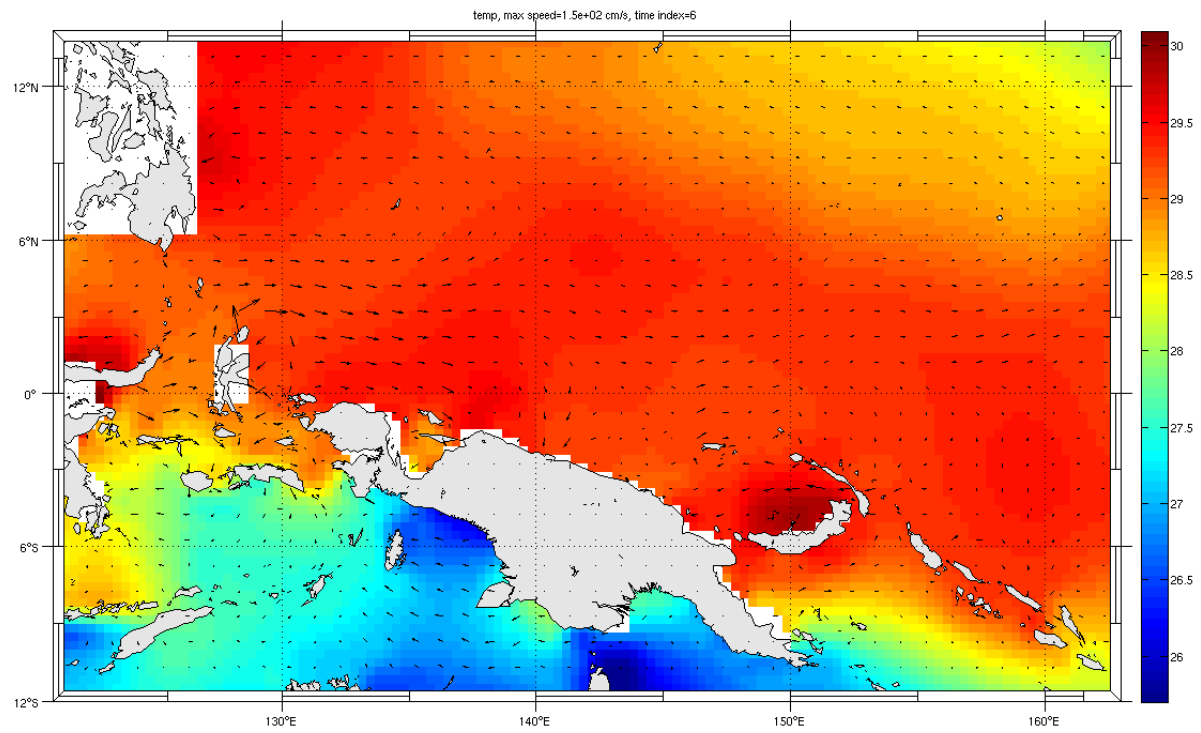 temp, max speed=1.5e+02 cm/s, time index=6
30
12°N
29.5
29
6°N
28.5
28
0°
27.5
27
6°S
26.5
26
12°S
130°E
140°E
150°E
160°E